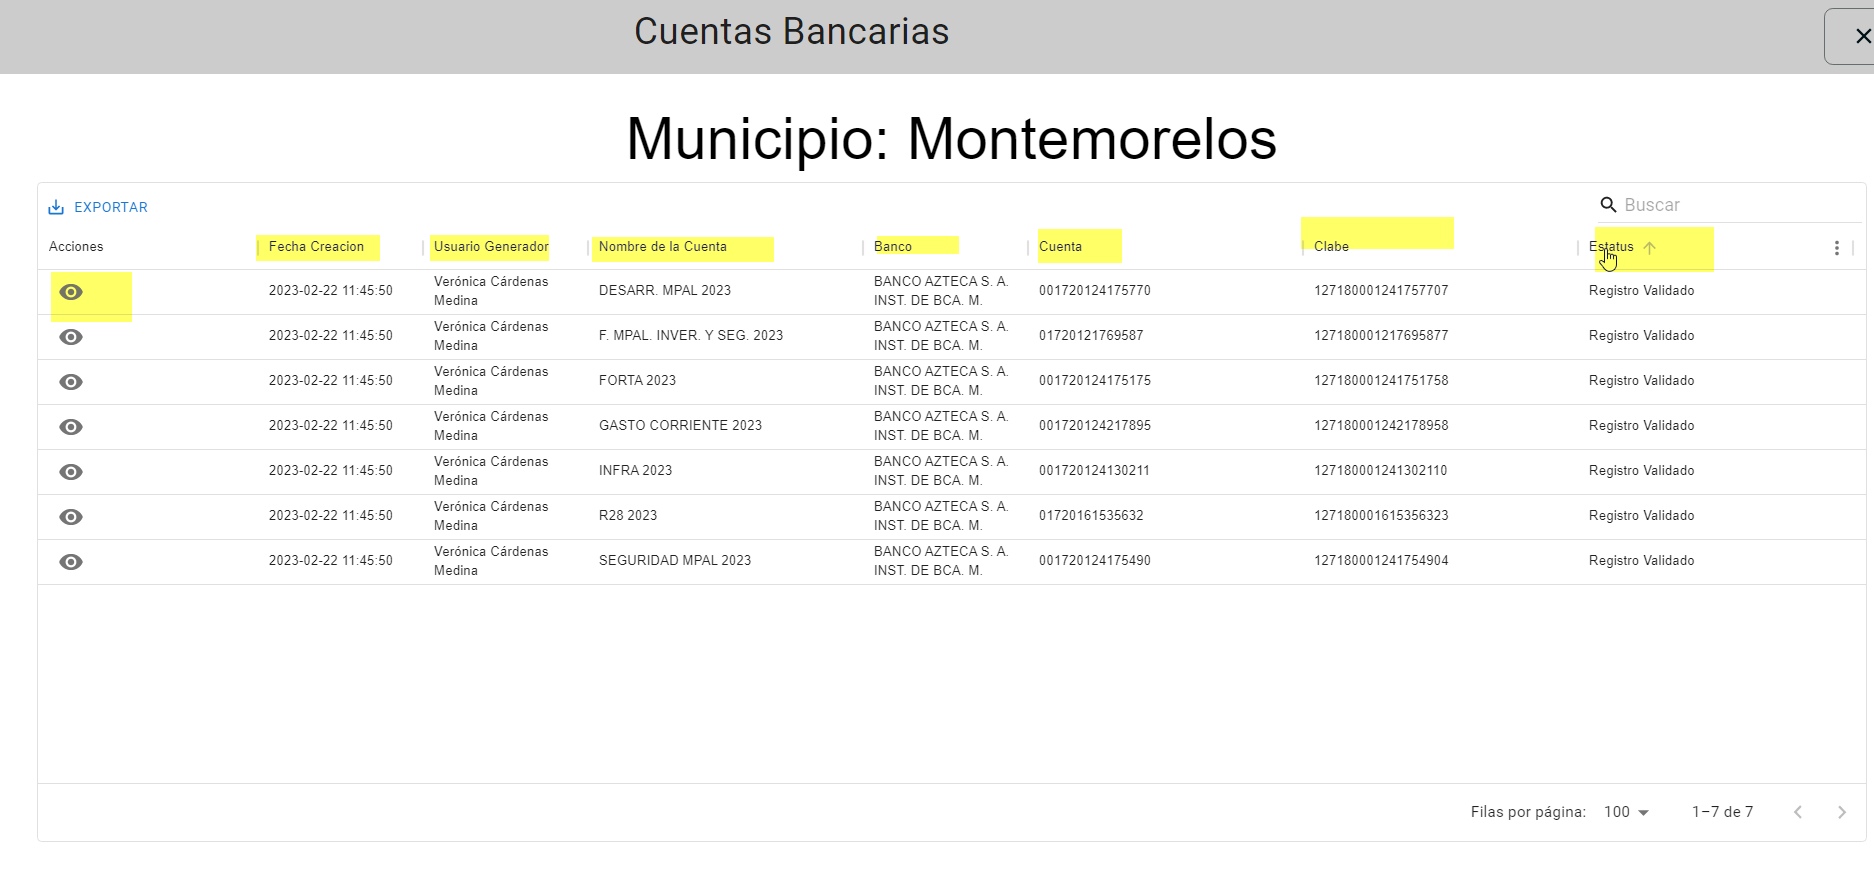 Cuentas Bancarias
Municipio: Montemorelos
EXPORTAR
Buscar
Acciones Fecha Creacion Usuario Generador Nombre de la Cuenta Banco Cuenta Clabe Estatus
2023-02-22 11:45:50 Verónica Cárdenas Medina DESARR. MPAL 2023 BANCO AZTECA S. A. INST. DE BCA. M. 001720124175770 127180001241757707 Registro Validado
2023-02-22 11:45:50 Verónica Cárdenas Medina F. MPAL. INVER. Y SEG. 2023 BANCO AZTECA S. A. INST. DE BCA. M. 01720121769587 127180001217695877 Registro Validado
2023-02-22 11:45:50 Verónica Cárdenas Medina FORTA 2023 BANCO AZTECA S. A. INST. DE BCA. M. 001720124175175 127180001241751758 Registro Validado
2023-02-22 11:45:50 Verónica Cárdenas Medina GASTO CORRIENTE 2023 BANCO AZTECA S. A. INST. DE BCA. M. 001720124217895 127180001242178958 Registro Validado
2023-02-22 11:45:50 Verónica Cárdenas Medina INFRA 2023 BANCO AZTECA S. A. INST. DE BCA. M. 001720124130211 127180001241302110 Registro Validado
2023-02-22 11:45:50 Verónica Cárdenas Medina R28 2023 BANCO AZTECA S. A. INST. DE BCA. M. 01720161535632 127180001615356323 Registro Validado
2023-02-22 11:45:50 Verónica Cárdenas Medina SEGURIDAD MPAL 2023 BANCO AZTECA S. A. INST. DE BCA. M. 001720124175490 127180001241754904 Registro Validado
Filas por página: 100 1–7 de 7